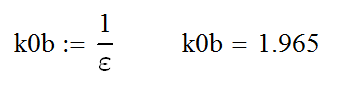 k0b := 1/ε k0b = 1.965